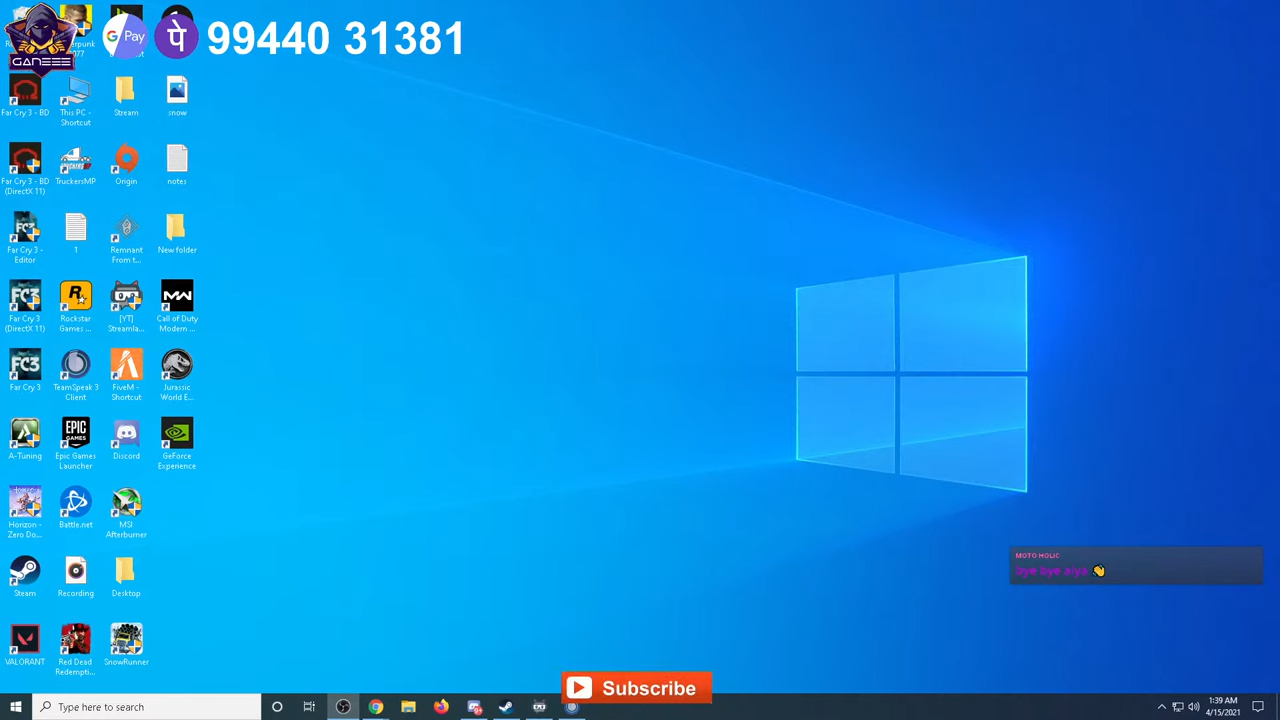 GANEEE
G Pay
पे
99440 31381
Far Cry 3 - BD
This PC -
Shortcut
Stream
snow
Far Cry 3 - BD
(DirectX 11)
TruckersMP
Origin
notes
Far Cry 3 -
Editor
1
Remnant
From t...
New folder
Far Cry 3
(DirectX 11)
Rockstar
Games ...
[YT]
Streamla...
Call of Duty
Modern ...
Far Cry 3
TeamSpeak 3
Client
FiveM -
Shortcut
Jurassic
World E...
A-Tuning
Epic Games
Launcher
Discord
GeForce
Experience
Horizon -
Zero Do...
Battle.net
MSI
Afterburner
Steam
Recording
Desktop
VALORANT
Red Dead
Redempti...
SnowRunner
MOTO HOLIC
bye bye aiya 👋
Subscribe
Type here to search
1:39 AM
4/15/2021